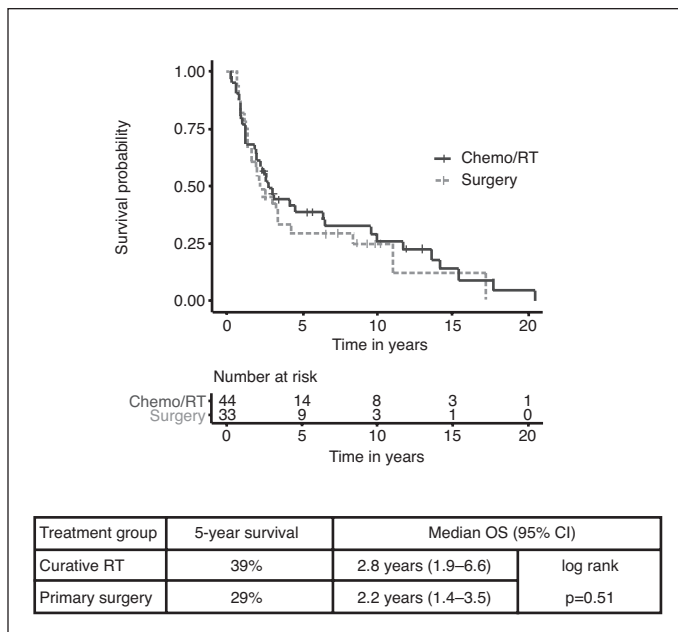 1.00
0.75
0.50
0.25
0.00
Survival probability
Chemo/RT
Surgery
0 5 10 15 20
Time in years
Number at risk
Chemo/RT 44 14 8 3 1
Surgery 33 9 3 1 0
0 5 10 15 20
Time in years
Treatment group 5-year survival Median OS (95% CI)
Curative RT 39% 2.8 years (1.9–6.6) log rank
Primary surgery 29% 2.2 years (1.4–3.5) p=0.51